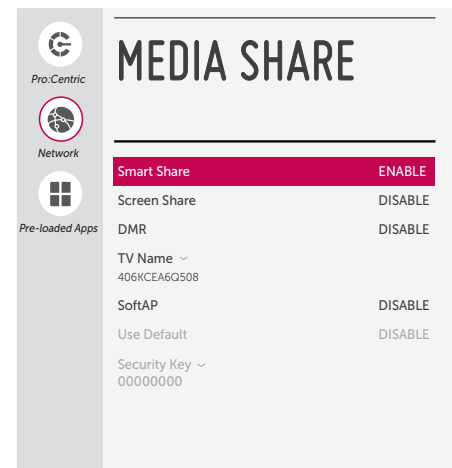 Pro:Centric
Network
Pre-loaded Apps
MEDIA SHARE
Smart Share ENABLE
Screen Share DISABLE
DMR DISABLE
TV Name
406KCEA6Q508
SoftAP DISABLE
Use Default DISABLE
Security Key
00000000